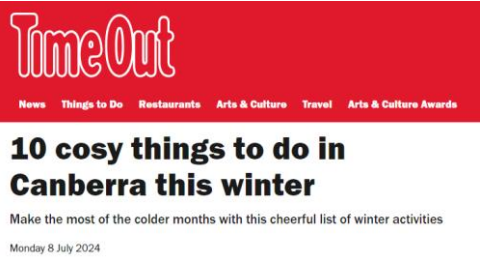 TimeOut
News Things to Do Restaurants Arts & Culture Travel Arts & Culture Awards
10 cosy things to do in
Canberra this winter
Make the most of the colder months with this cheerful list of winter activities
Monday 8 July 2024